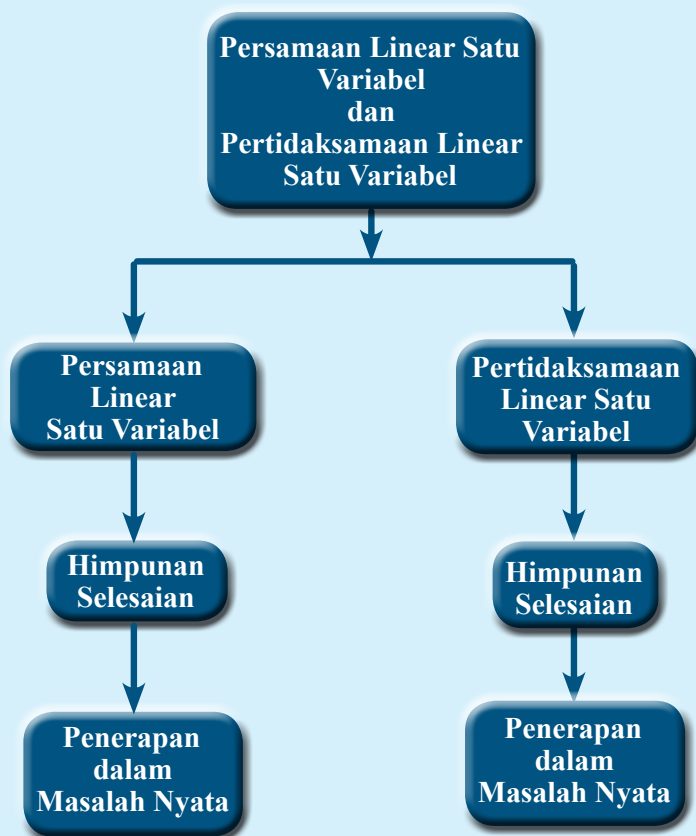 Persamaan Linear Satu
Variabel
dan
Pertidaksamaan Linear
Satu Variabel
Persamaan
Linear
Satu Variabel
Pertidaksamaan
Linear Satu
Variabel
Himpunan
Selesaian
Himpunan
Selesaian
Penerapan
dalam
Masalah Nyata
Penerapan
dalam
Masalah Nyata